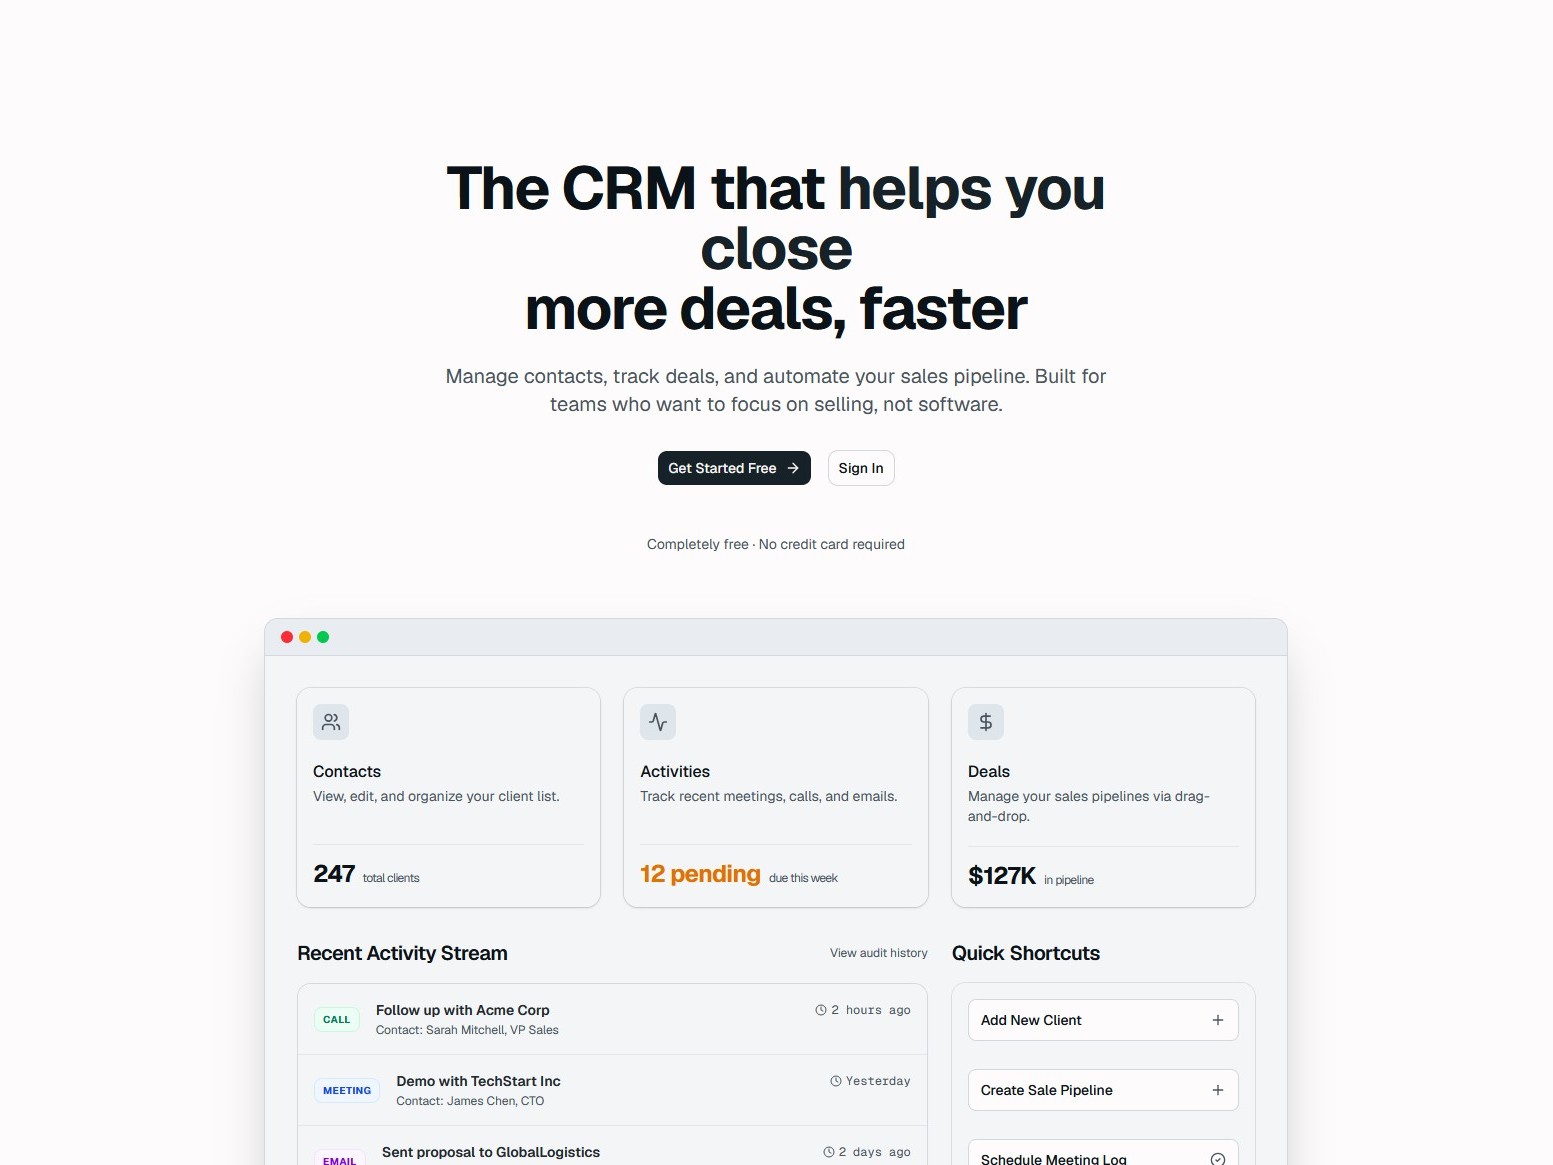 The CRM that helps you
close
more deals, faster
Manage contacts, track deals, and automate your sales pipeline. Built for
teams who want to focus on selling, not software.
Get Started Free
Sign In
Completely free · No credit card required
Contacts
View, edit, and organize your client list.
247 total clients
Activities
Track recent meetings, calls, and emails.
12 pending due this week
Deals
Manage your sales pipelines via drag-
and-drop.
$127K in pipeline
Recent Activity Stream
View audit history
CALL
Follow up with Acme Corp
Contact: Sarah Mitchell, VP Sales
2 hours ago
MEETING
Demo with TechStart Inc
Contact: James Chen, CTO
Yesterday
EMAIL
Sent proposal to GlobalLogistics
2 days ago
Quick Shortcuts
Add New Client
Create Sale Pipeline
Schedule Meeting Log